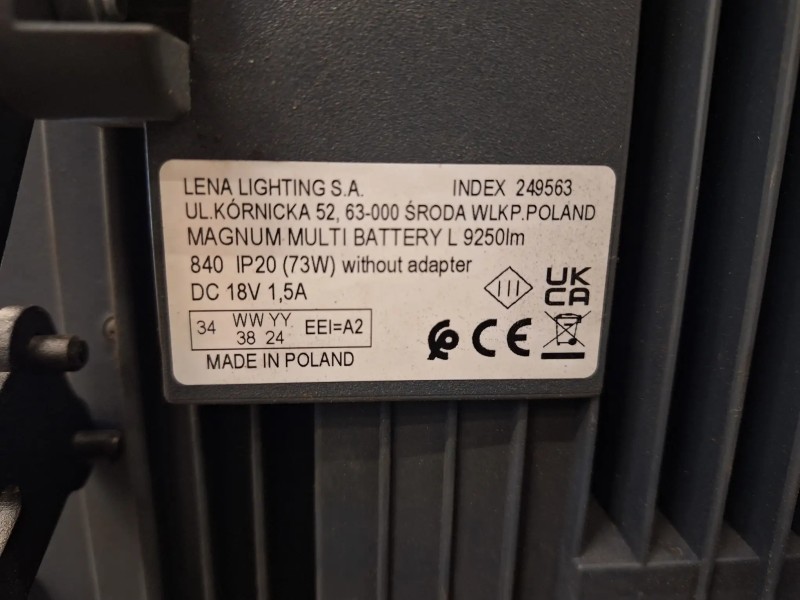 LENA LIGHTING S.A. INDEX 249563
UL.KÓRNICKA 52, 63-000 ŚRODA WLKP.POLAND
MAGNUM MULTI BATTERY L 9250lm
840 IP20 (73W) without adapter
DC 18V 1,5A
34 WW YY EEI=A2
38 24
MADE IN POLAND
III
UK
CA
CE